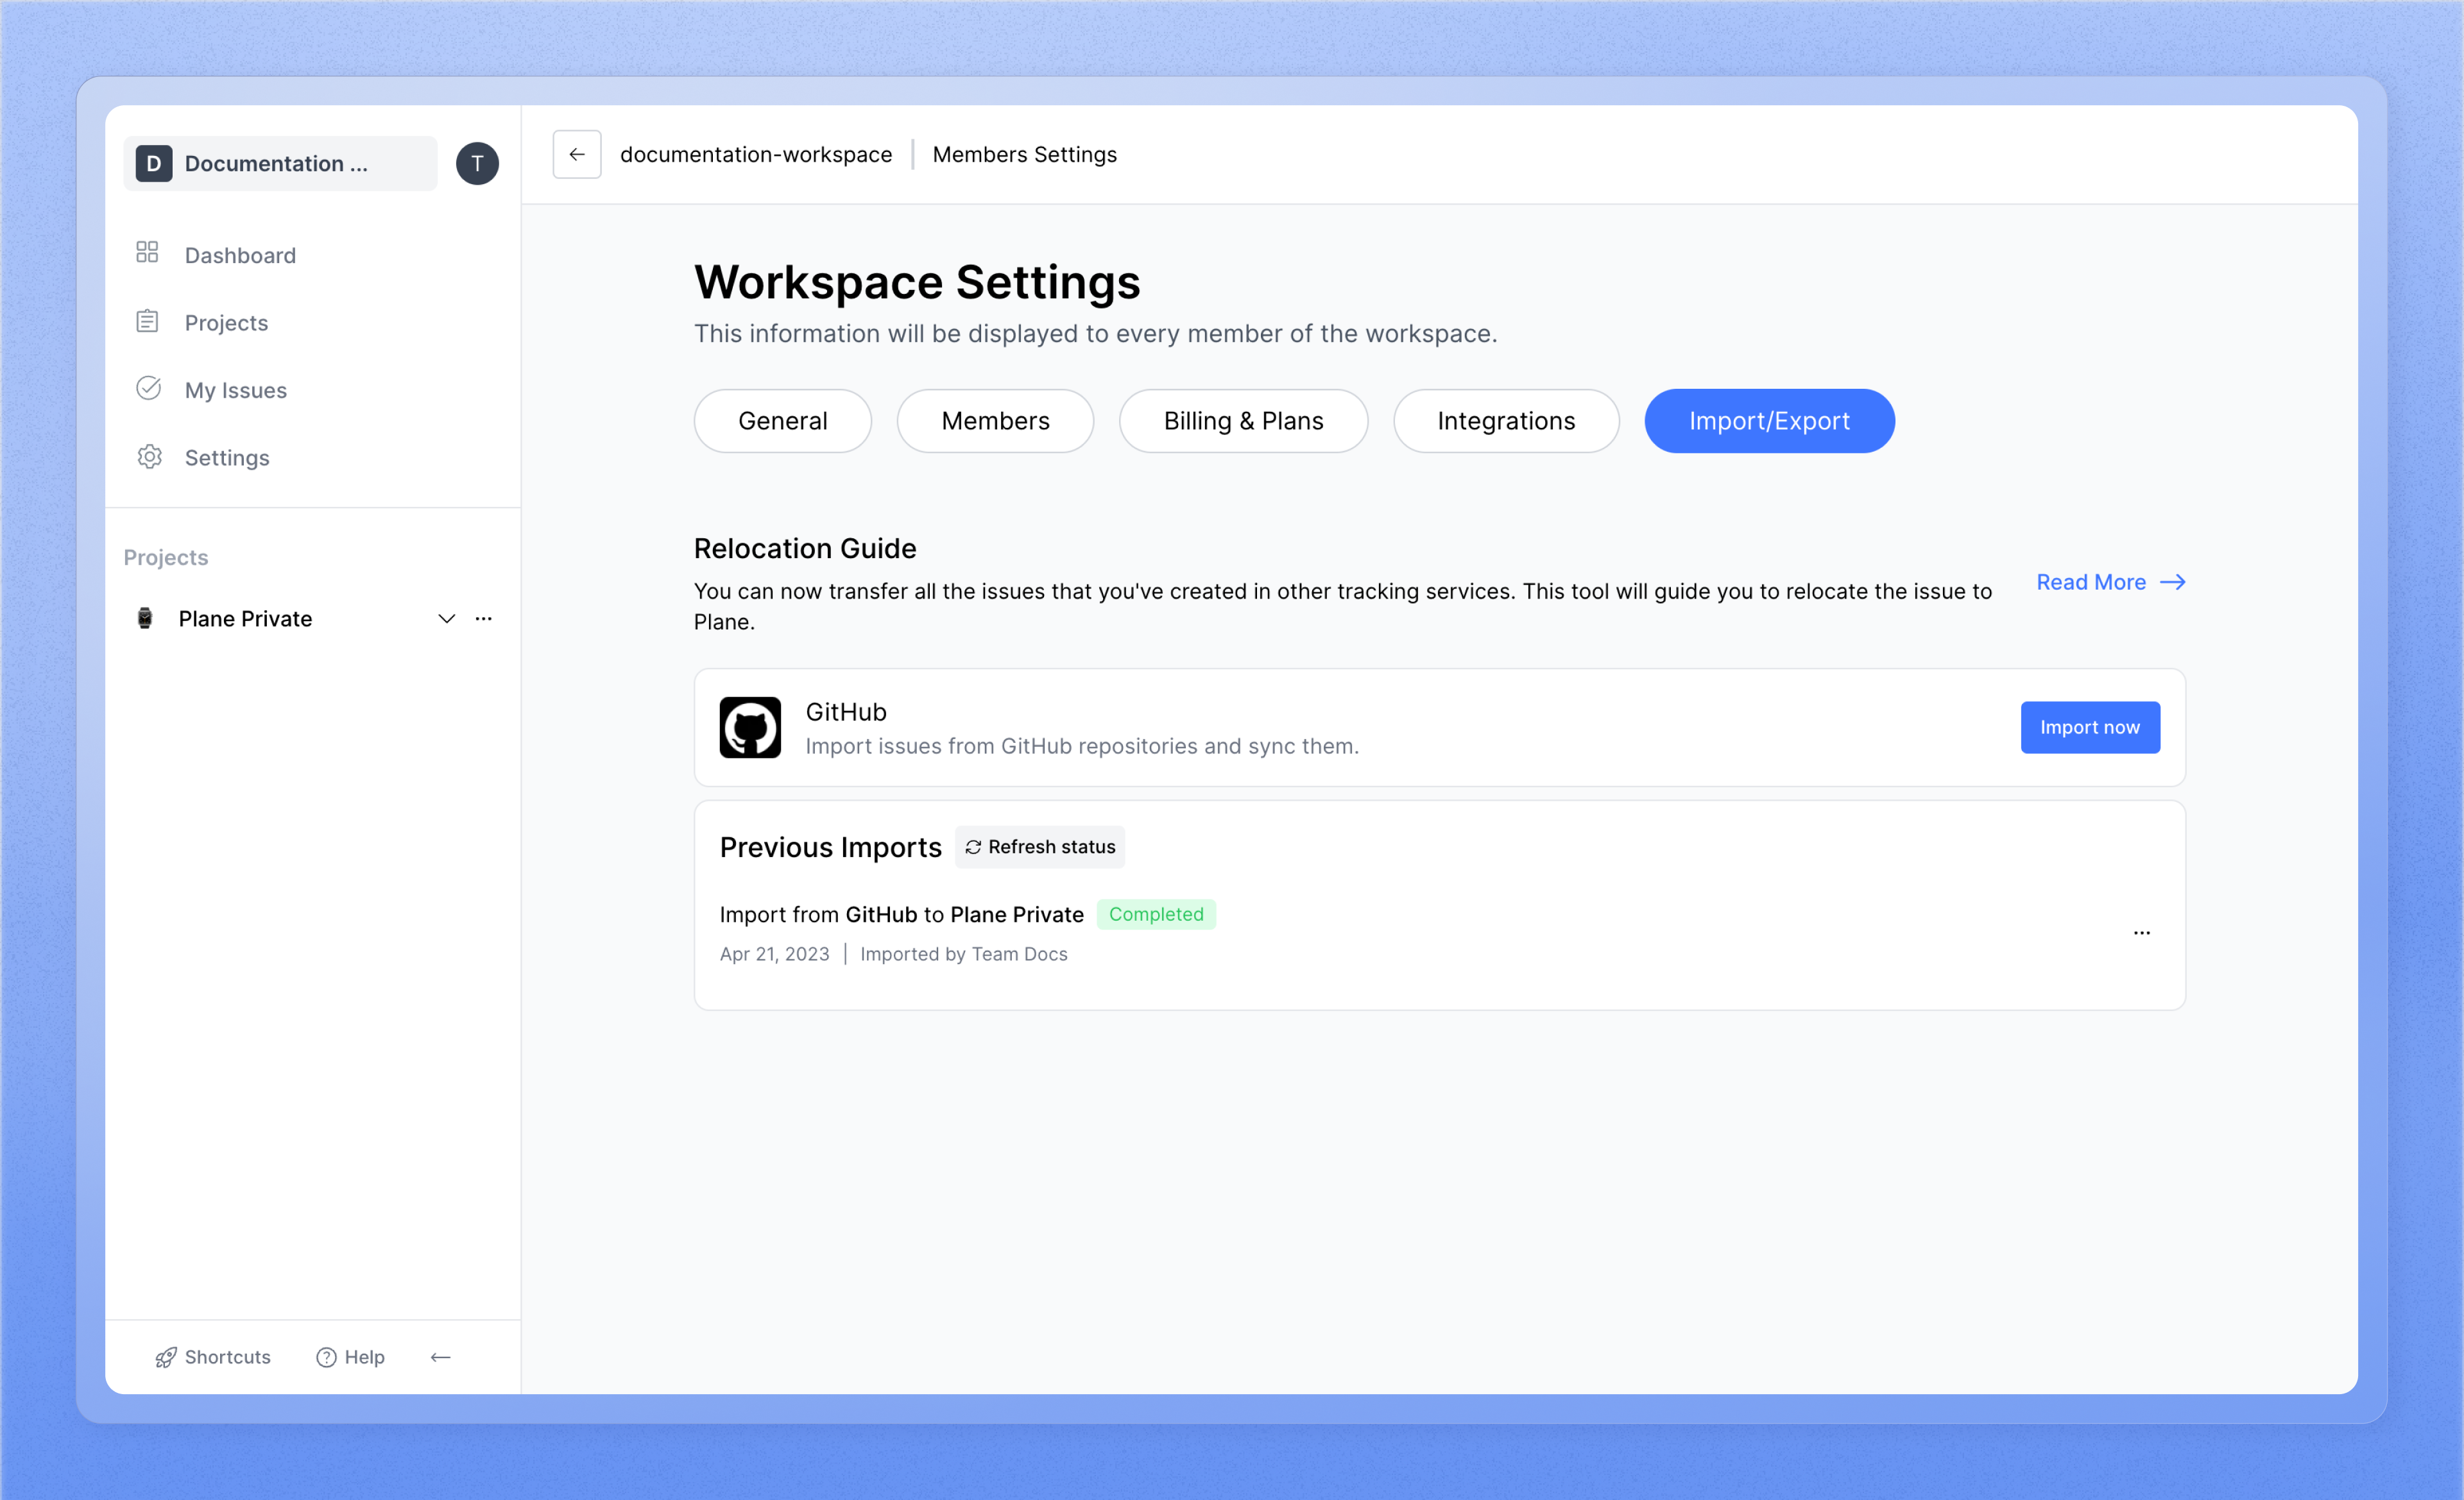 D Documentation ...
T
Dashboard
Projects
My Issues
Settings
Projects
Plane Private
Shortcuts
Help
documentation-workspace
Members Settings
Workspace Settings
This information will be displayed to every member of the workspace.
General
Members
Billing & Plans
Integrations
Import/Export
Relocation Guide
You can now transfer all the issues that you've created in other tracking services. This tool will guide you to relocate the issue to
Plane.
Read More
GitHub
Import issues from GitHub repositories and sync them.
Import now
Previous Imports
Refresh status
Import from GitHub to Plane Private
Completed
Apr 21, 2023 | Imported by Team Docs